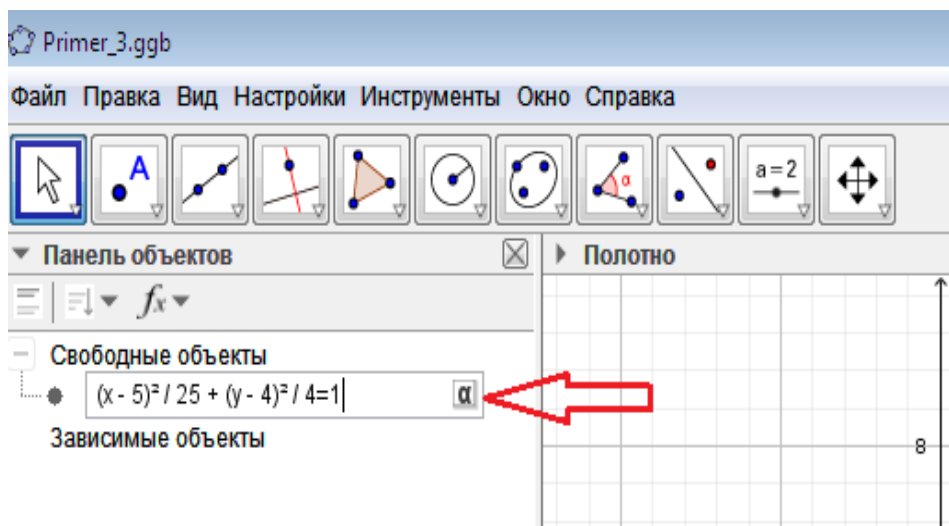 Primer_3.ggb
Файл Правка Вид Настройки Инструменты Окно Справка
A α a = 2
Панель объектов Полотно
fx
Свободные объекты
(x - 5)² / 25 + (y - 4)² / 4=1 α
Зависимые объекты
8